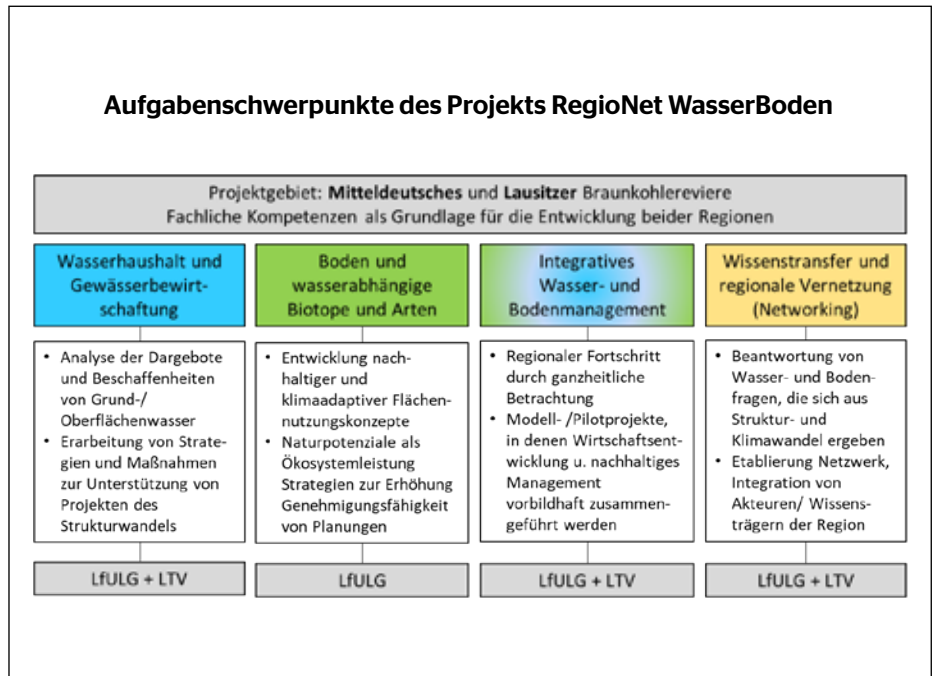 Aufgabenschwerpunkte des Projekts RegioNet WasserBoden
Projektgebiet: Mitteldeutsches und Lausitzer Braunkohlereviere
Fachliche Kompetenzen als Grundlage für die Entwicklung beider Regionen
Wasserhaushalt und
Gewässerbewirt-
schaftung
• Analyse der Dargebote
und Beschaffenheiten
von Grund-/
Oberflächenwasser
• Erarbeitung von Strate-
gien und Maßnahmen
zur Unterstützung von
Projekten des
Strukturwandels
LfULG + LTV
Boden und
wasserabhängige
Biotope und Arten
• Entwicklung nach-
haltiger und
klimaadaptiver Flächen-
nutzungskonzepte
• Naturpotenziale als
Ökosystemleistung
Strategien zur Erhöhung
Genehmigungsfähigkeit
von Planungen
LfULG
Integratives
Wasser- und
Bodenmanagement
• Regionaler Fortschritt
durch ganzheitliche
Betrachtung
• Modell- /Pilotprojekte,
in denen Wirtschaftsent-
wicklung u. nachhaltiges
Management
vorbildhaft zusammen-
geführt werden
LfULG + LTV
Wissenstransfer und
regionale Vernetzung
(Networking)
• Beantwortung von
Wasser- und Boden-
fragen, die sich aus
Struktur- und
Klimawandel ergeben
• Etablierung Netzwerk,
Integration von
Akteuren/ Wissens-
trägern der Region
LfULG + LTV